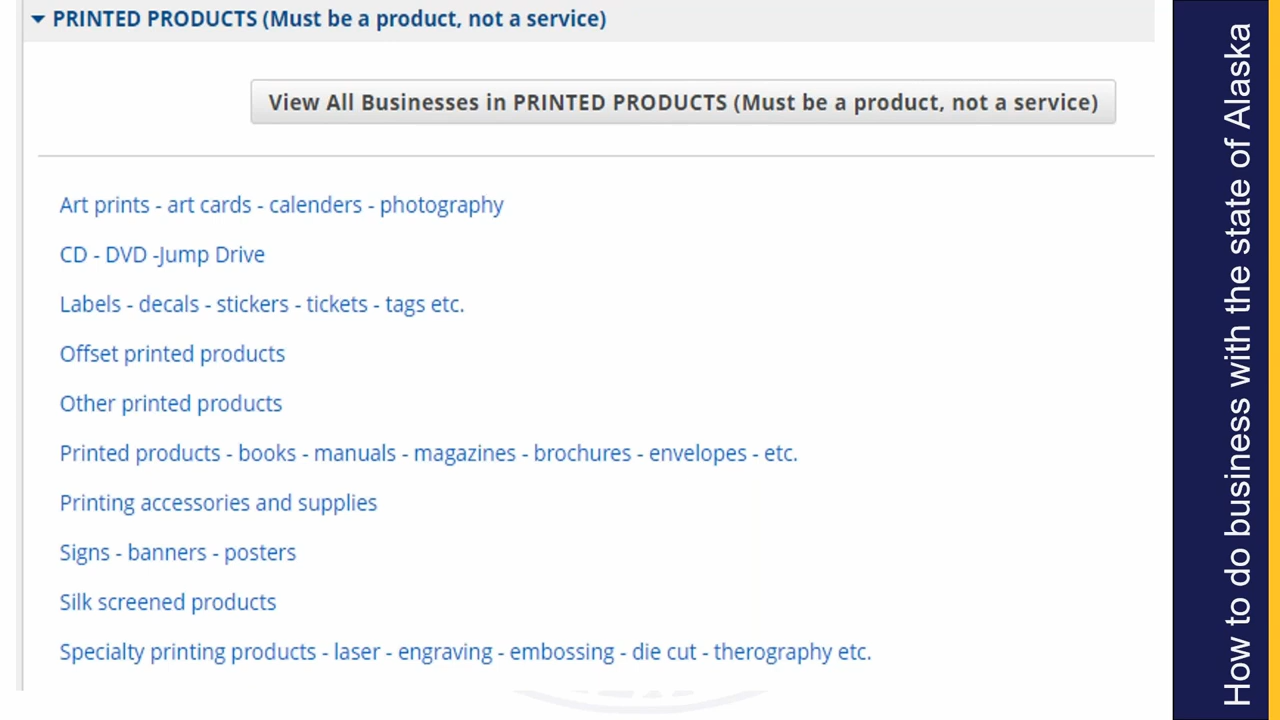 PRINTED PRODUCTS (Must be a product, not a service)
View All Businesses in PRINTED PRODUCTS (Must be a product, not a service)
Art prints - art cards - calenders - photography
CD - DVD -Jump Drive
Labels - decals - stickers - tickets - tags etc.
Offset printed products
Other printed products
Printed products - books - manuals - magazines - brochures - envelopes - etc.
Printing accessories and supplies
Signs - banners - posters
Silk screened products
Specialty printing products - laser - engraving - embossing - die cut - therography etc.
How to do business with the state of Alaska